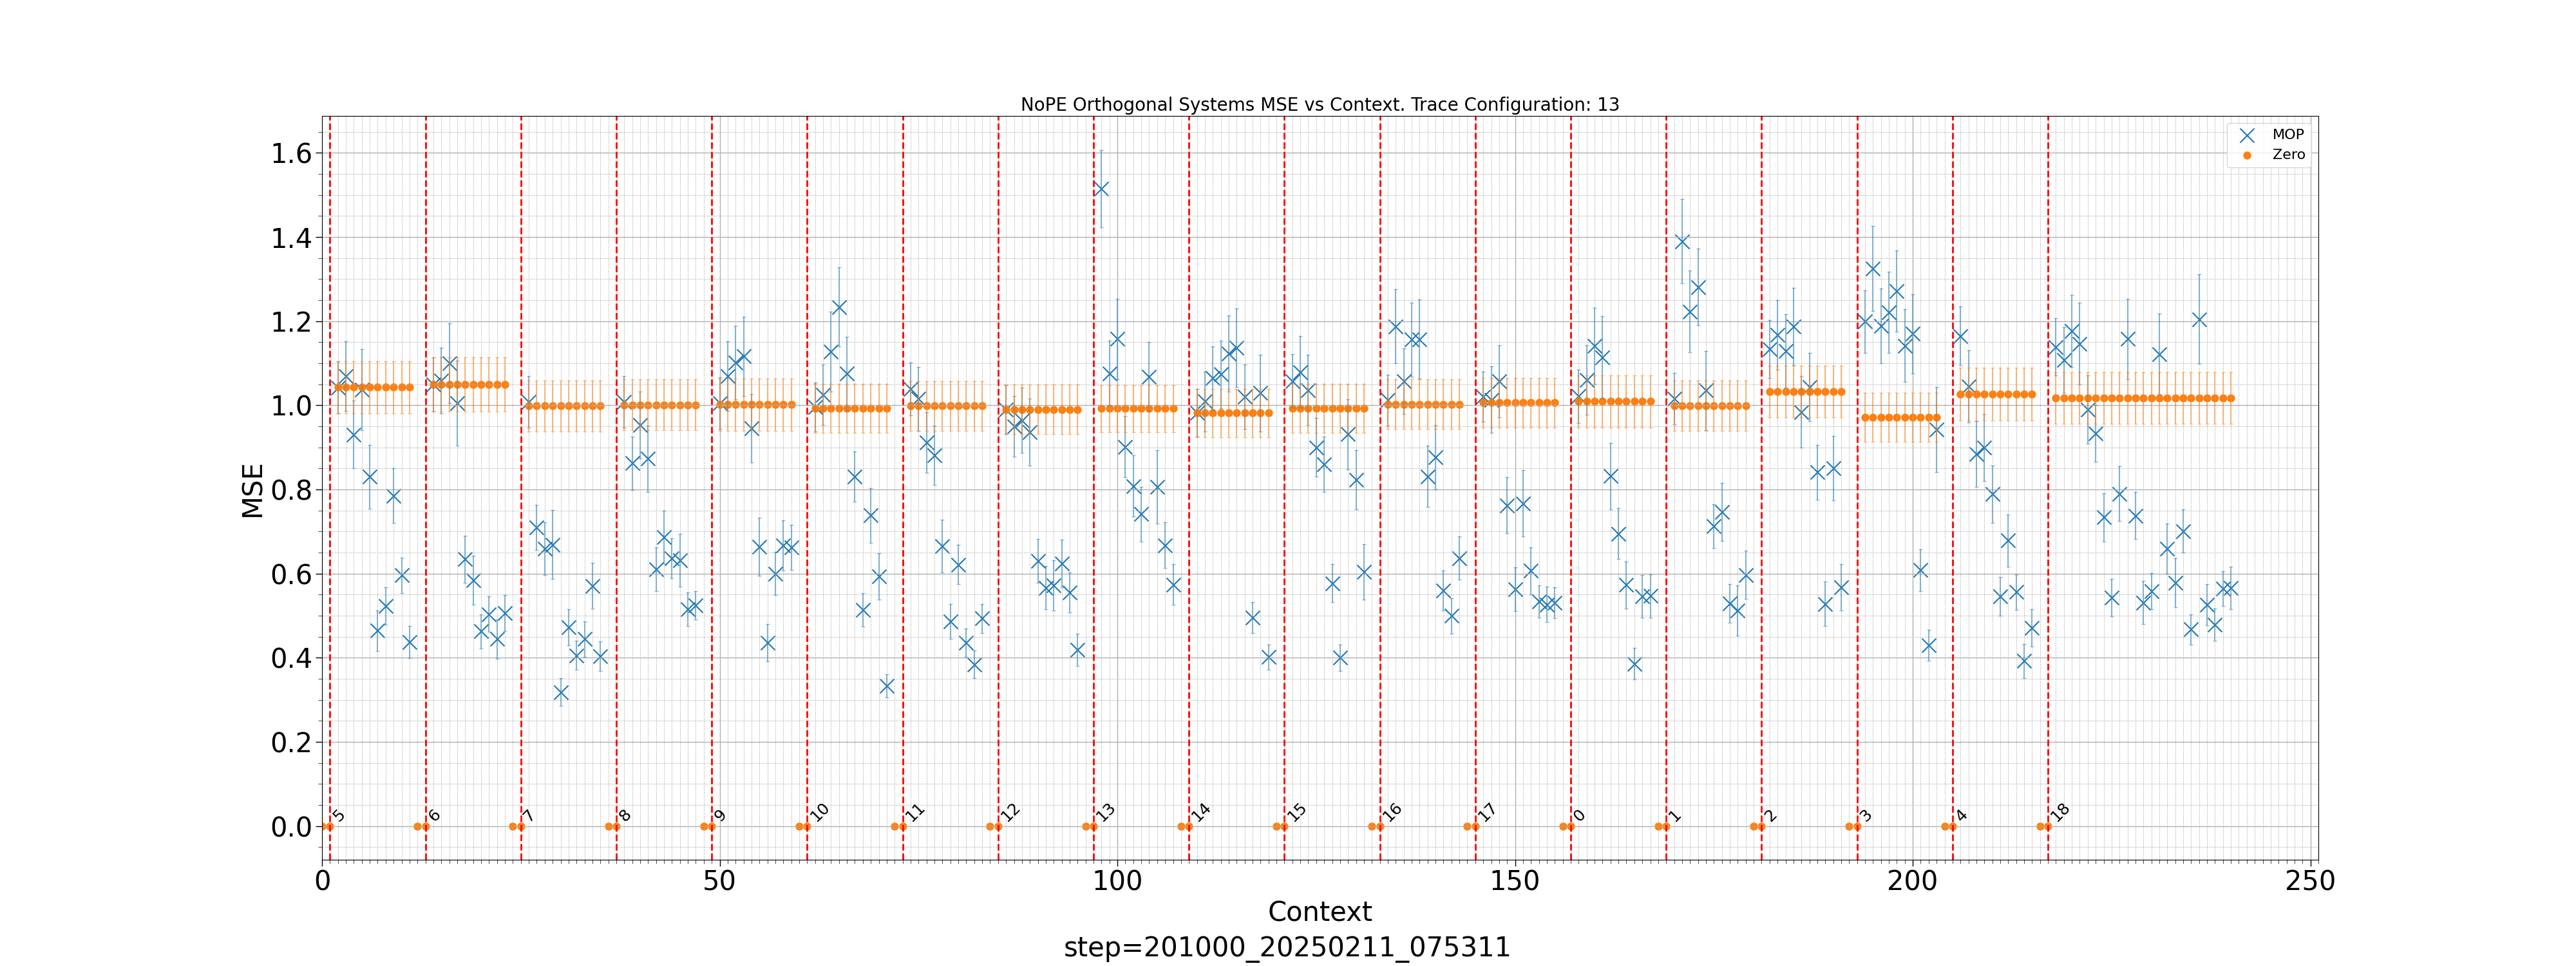 NoPE Orthogonal Systems MSE vs Context. Trace Configuration: 13
MOP
Zero
1.6
1.4
1.2
1.0
0.8
0.6
0.4
0.2
0.0
MSE
5 6 7 8 9 10 11 12 13 14 15 16 17 0 1 2 3 4 18
0 50 100 150 200 250
Context
step=201000_20250211_075311